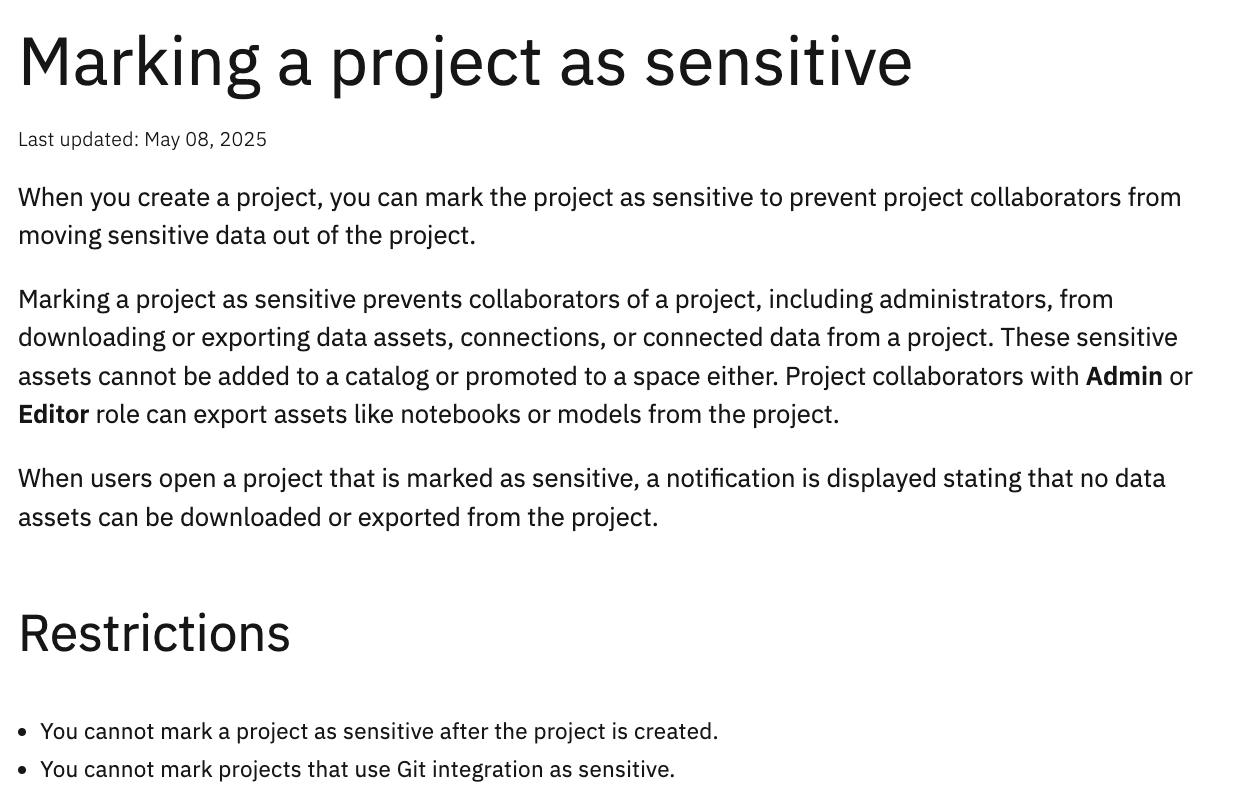 Marking a project as sensitive
Last updated: May 08, 2025
When you create a project, you can mark the project as sensitive to prevent project collaborators from
moving sensitive data out of the project.
Marking a project as sensitive prevents collaborators of a project, including administrators, from
downloading or exporting data assets, connections, or connected data from a project. These sensitive
assets cannot be added to a catalog or promoted to a space either. Project collaborators with Admin or
Editor role can export assets like notebooks or models from the project.
When users open a project that is marked as sensitive, a notification is displayed stating that no data
assets can be downloaded or exported from the project.
Restrictions
• You cannot mark a project as sensitive after the project is created.
• You cannot mark projects that use Git integration as sensitive.